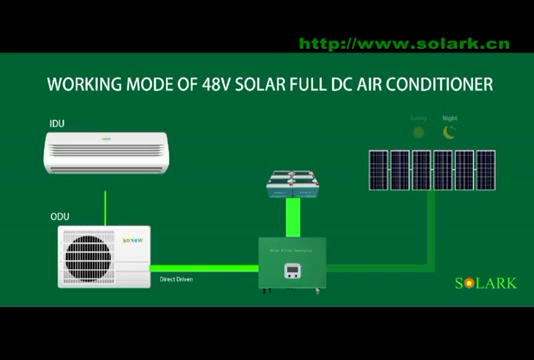 http://www.solark.cn
WORKING MODE OF 48V SOLAR FULL DC AIR CONDITIONER
IDU
Sunny
Night
ODU
Direct Driven
SOLARK